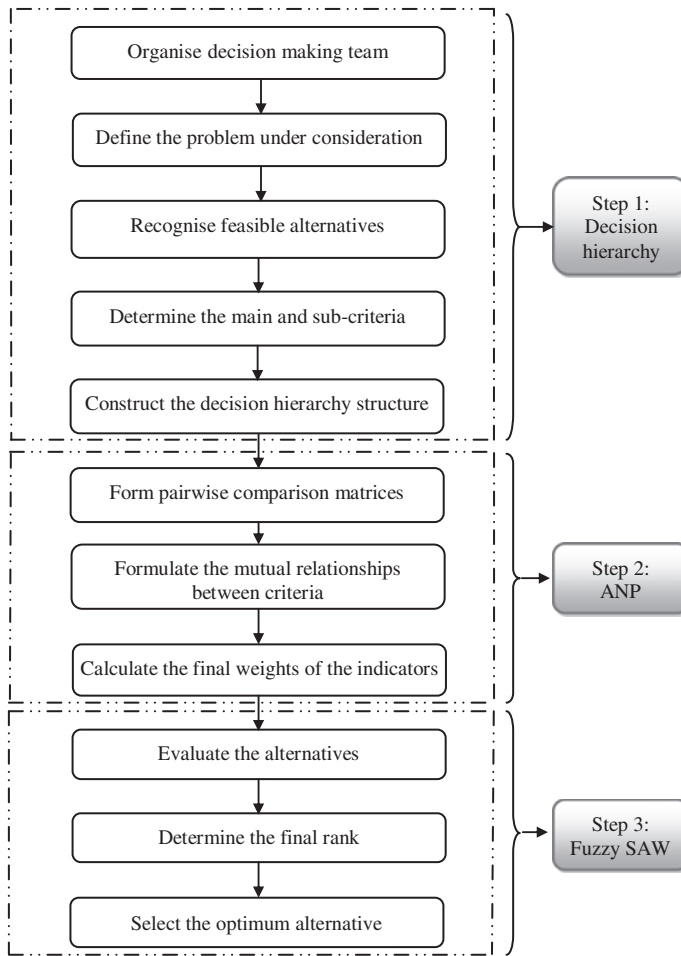 Organise decision making team
Define the problem under consideration
Recognise feasible alternatives
Determine the main and sub-criteria
Construct the decision hierarchy structure
Step 1:
Decision
hierarchy
Form pairwise comparison matrices
Formulate the mutual relationships
between criteria
Calculate the final weights of the indicators
Step 2:
ANP
Evaluate the alternatives
Determine the final rank
Select the optimum alternative
Step 3:
Fuzzy SAW